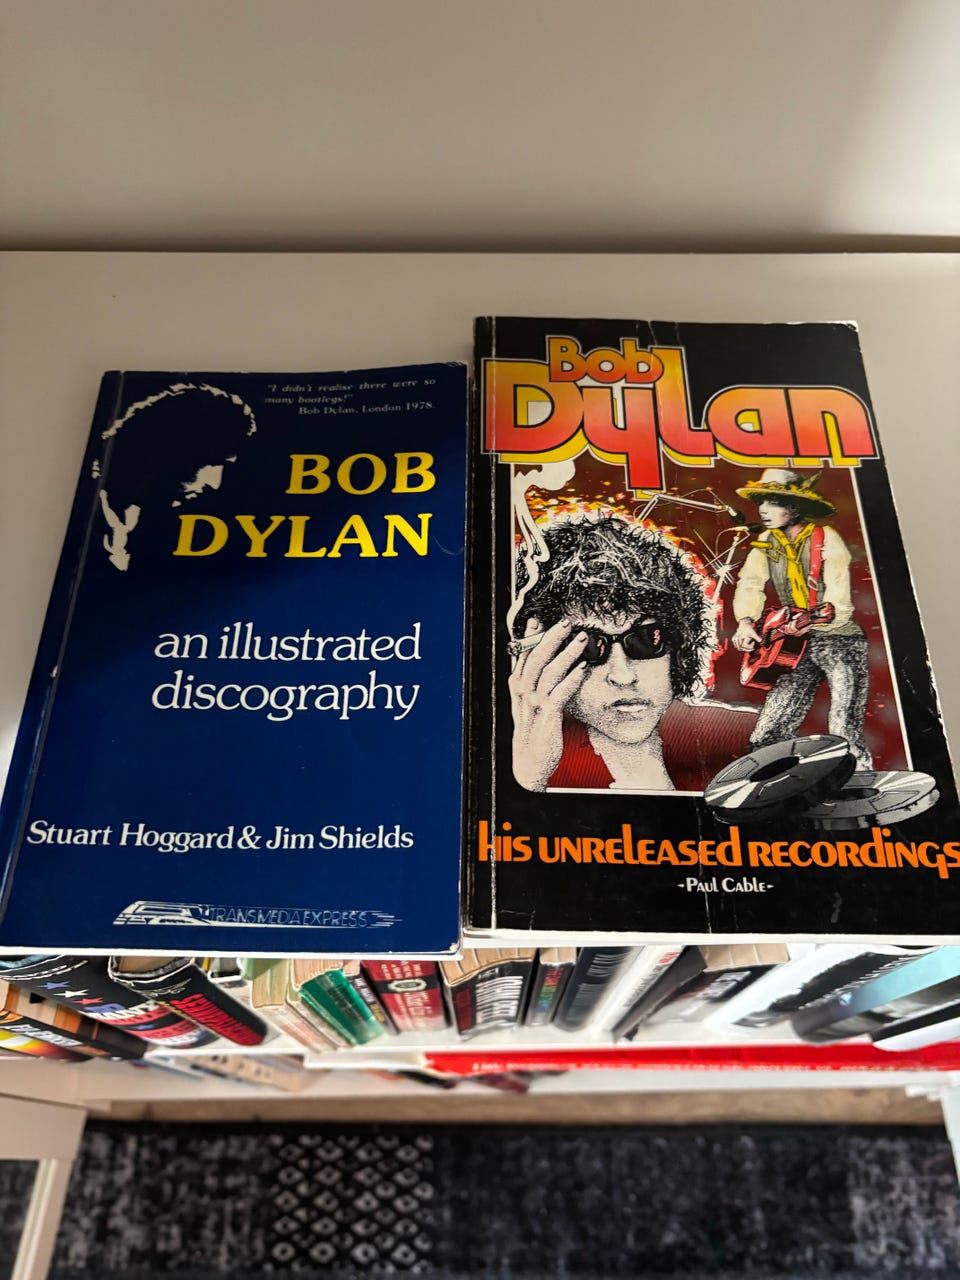 "I didn't realise there were so
many bootlegs!"
Bob Dylan. London 1978.
BOB
DYLAN
an illustrated
discography
Stuart Hoggard & Jim Shields
TRANSMEDIA EXPRESS
Bob
Dylan
his UNReleased RECORdiNgs
-Paul Cable-